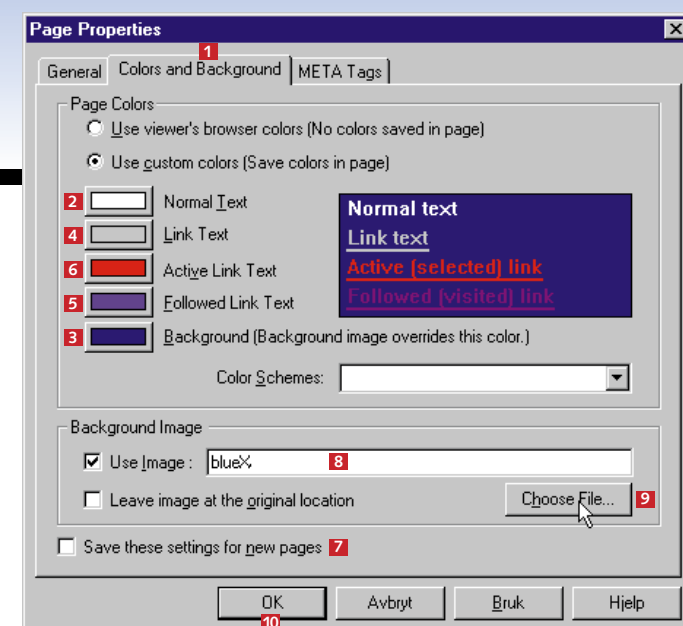 Page Properties
1
General Colors and Background META Tags
Page Colors
Use viewer's browser colors (No colors saved in page)
Use custom colors (Save colors in page)
2 Normal Text
Normal text
4 Link Text
Link text
6 Active Link Text
Active (selected) link
5 Followed Link Text
Followed (visited) link
3 Background (Background image overrides this color.)
Color Schemes:
Background Image
Use Image : blueX, 8
Leave image at the original location
Choose File... 9
Save these settings for new pages 7
OK Avbryt Bruk Hjelp
10